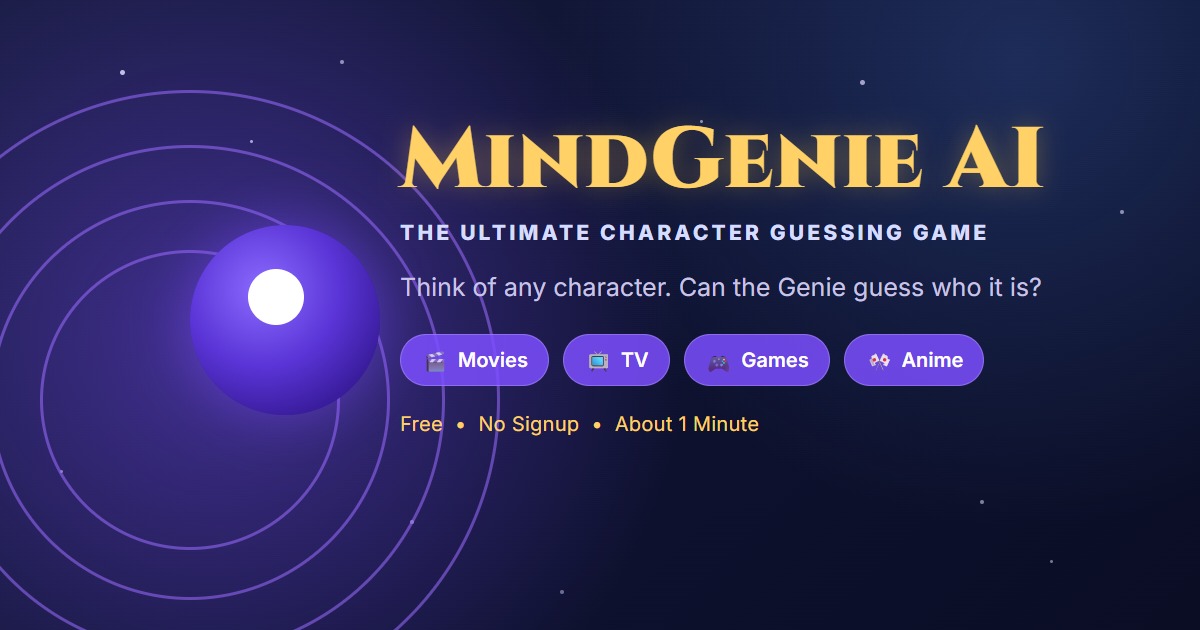 MindGenie AI
THE ULTIMATE CHARACTER GUESSING GAME
Think of any character. Can the Genie guess who it is?
🎬 Movies 📺 TV 🎮 Games 🎌 Anime
Free • No Signup • About 1 Minute